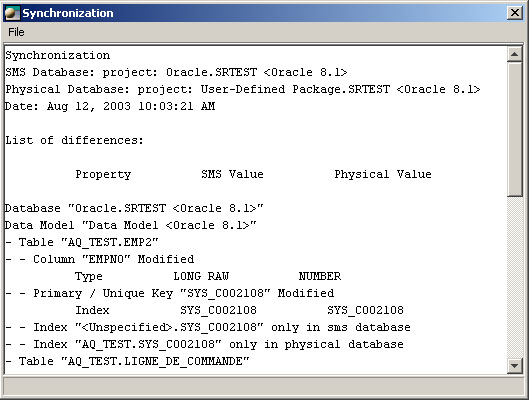 Synchronization
File
Synchronization
SMS Database: project: Oracle.SRTEST <Oracle 8.1>
Physical Database: project: User-Defined Package.SRTEST <Oracle 8.1>
Date: Aug 12, 2003 10:03:21 AM
List of differences:
Property SMS Value Physical Value
Database "Oracle.SRTEST <Oracle 8.1>"
Data Model "Data Model <Oracle 8.1>"
- Table "AQ_TEST.EMP2"
- - Column "EMPNO" Modified
Type LONG RAW NUMBER
- - Primary / Unique Key "SYS_C002108" Modified
Index SYS_C002108 SYS_C002108
- - Index "<Unspecified>.SYS_C002108" only in sms database
- - Index "AQ_TEST.SYS_C002108" only in physical database
- Table "AQ_TEST.LIGNE_DE_COMMANDE"